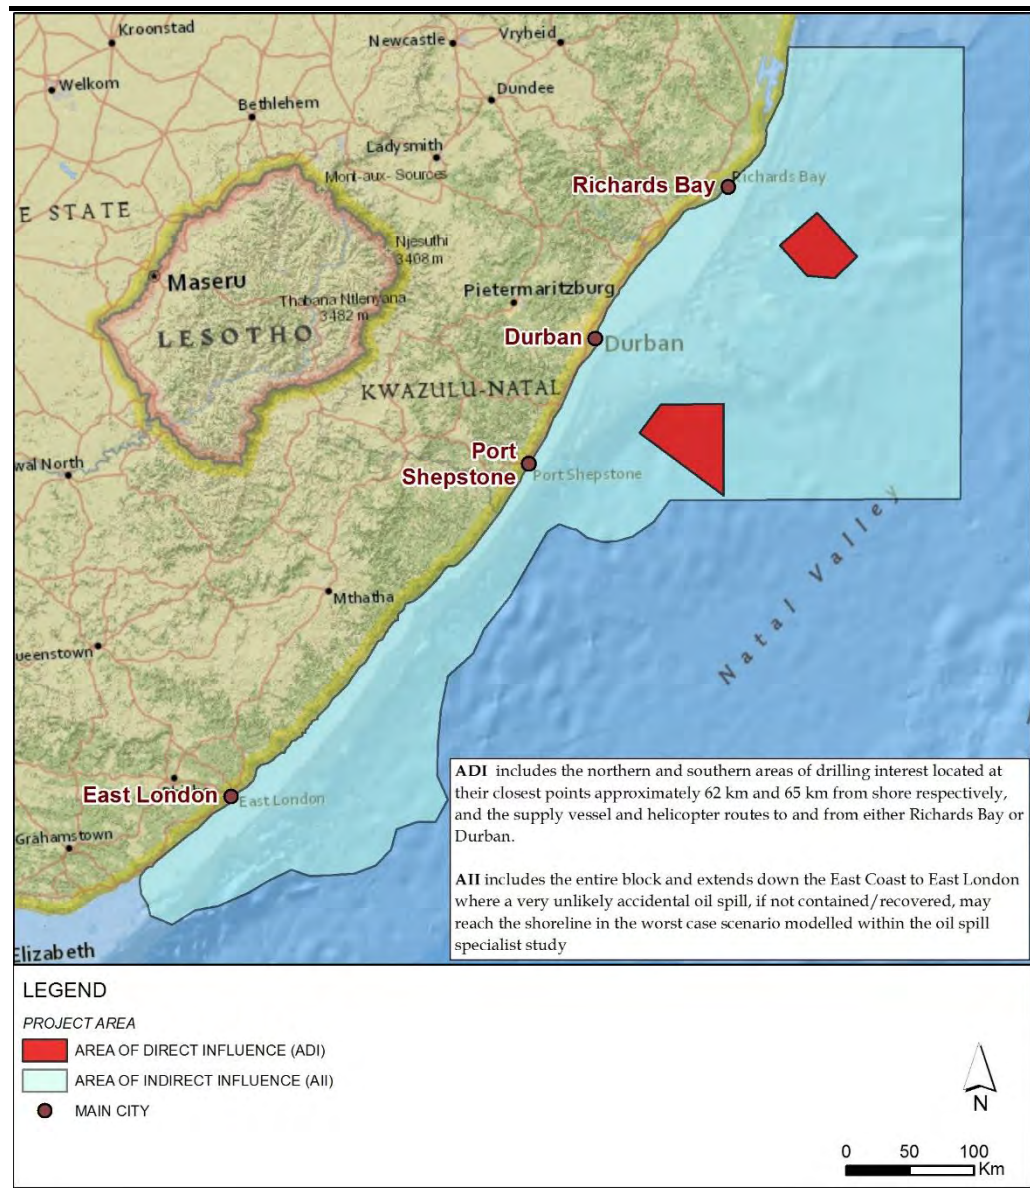 Kroonstad
Newcastle
Vryheid
Welkom
Dundee
Bethlehem
Ladysmith
Mont-aux-Sources
Richards Bay
Richards Bay
E STATE
Njesuthi
3408 m
Maseru
Thabana Ntlenyana
3482 m
Pietermaritzburg
LESOTHO
Durban
Durban
KWAZULU-NATAL
Port
Shepstone
Port Shepstone
wal North
Natal Valley
Mthatha
ueenstown
East London
East London
Grahamstown
Elizabeth
ADI includes the northern and southern areas of drilling interest located at
their closest points approximately 62 km and 65 km from shore respectively,
and the supply vessel and helicopter routes to and from either Richards Bay or
Durban.
AII includes the entire block and extends down the East Coast to East London
where a very unlikely accidental oil spill, if not contained/recovered, may
reach the shoreline in the worst case scenario modelled within the oil spill
specialist study
LEGEND
PROJECT AREA
AREA OF DIRECT INFLUENCE (ADI)
AREA OF INDIRECT INFLUENCE (AII)
MAIN CITY
N
0 50 100
Km